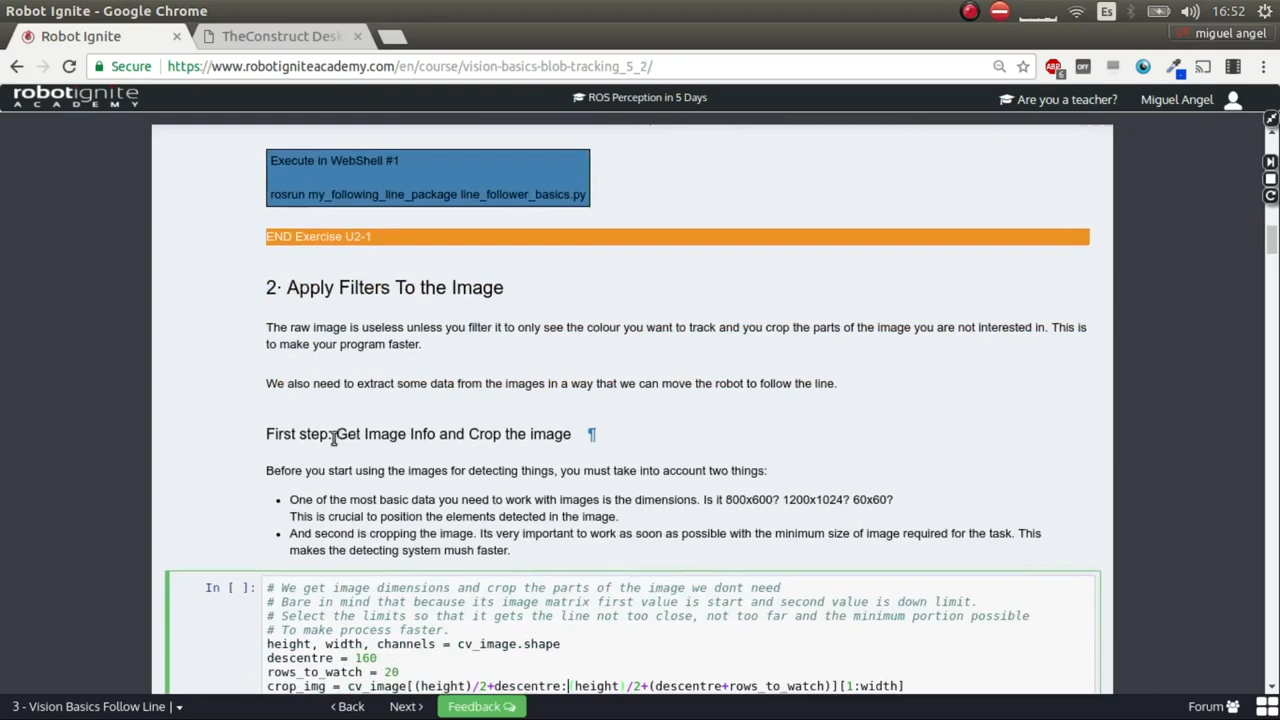 Robot Ignite - Google Chrome
Es
16:52
Robot Ignite
TheConstruct Desk
miguel angel
Secure
https://www.robotigniteacademy.com/en/course/vision-basics-blob-tracking_5_2/
ABP
6
OFF
robotignite
ACADEMY
ROS Perception in 5 Days
Are you a teacher?
Miguel Angel
Execute in WebShell #1
rosrun my_following_line_package line_follower_basics.py
END Exercise U2-1
2· Apply Filters To the Image
The raw image is useless unless you filter it to only see the colour you want to track and you crop the parts of the image you are not interested in. This is
to make your program faster.
We also need to extract some data from the images in a way that we can move the robot to follow the line.
First step: Get Image Info and Crop the image ¶
Before you start using the images for detecting things, you must take into account two things:
• One of the most basic data you need to work with images is the dimensions. Is it 800x600? 1200x1024? 60x60?
This is crucial to position the elements detected in the image.
• And second is cropping the image. Its very important to work as soon as possible with the minimum size of image required for the task. This
makes the detecting system mush faster.
In [ ]:
# We get image dimensions and crop the parts of the image we dont need
# Bare in mind that because its image matrix first value is start and second value is down limit.
# Select the limits so that it gets the line not too close, not too far and the minimum portion possible
# To make process faster.
height, width, channels = cv_image.shape
descentre = 160
rows_to_watch = 20
crop_img = cv_image[(height)/2+descentre:(height)/2+(descentre+rows_to_watch)][1:width]
3 - Vision Basics Follow Line
Back
Next
Feedback
Forum